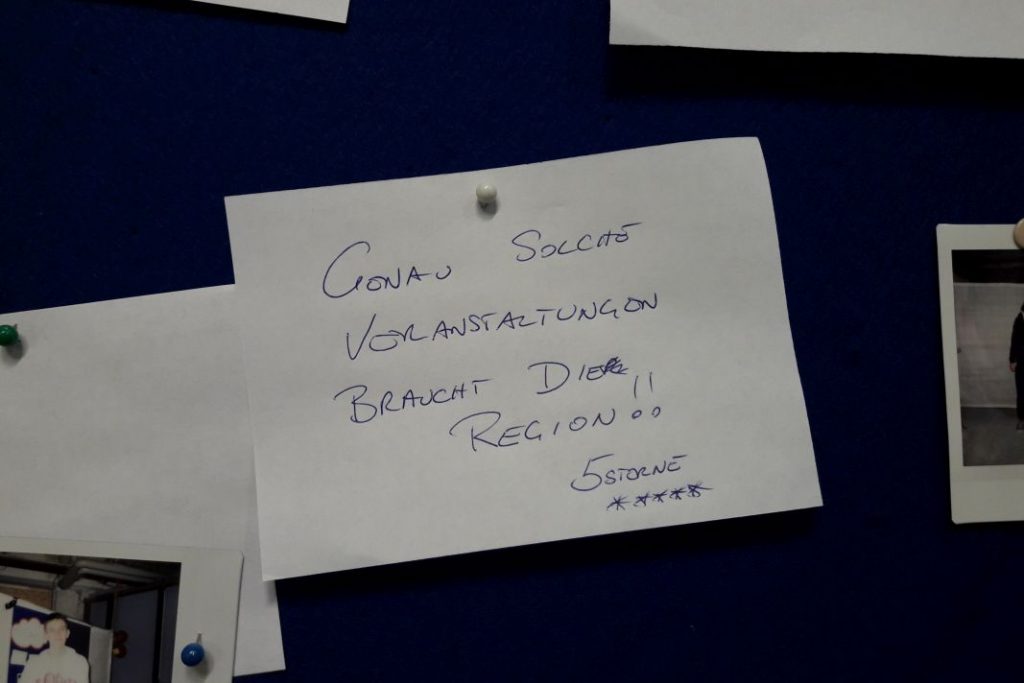 GENAU SOLCHE
VERANSTALTUNGEN
BRAUCHT DIE
REGION!!
5 STERNE
*****